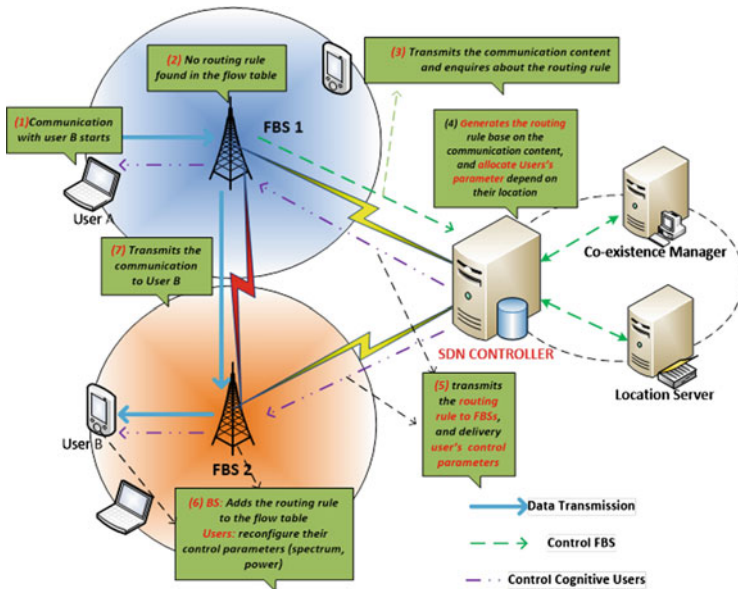 (2) No routing rule
found in the flow table
(3) Transmits the communication content
and enquires about the routing rule
(1)Communication
with user B starts
FBS 1
(4) Generates the routing
rule base on the
communication content,
and allocate Users's
parameter depend on
their location
User A
Co-existence Manager
(7) Transmits the
communication
to User B
SDN CONTROLLER
Location Server
(5) transmits
the routing
rule to FBSs,
and delivery
user's control
parameters
User B
FBS 2
(6) BS: Adds the routing rule
to the flow table
Users: reconfigure their
control parameters (spectrum,
power)
Data Transmission
Control FBS
Control Cognitive Users